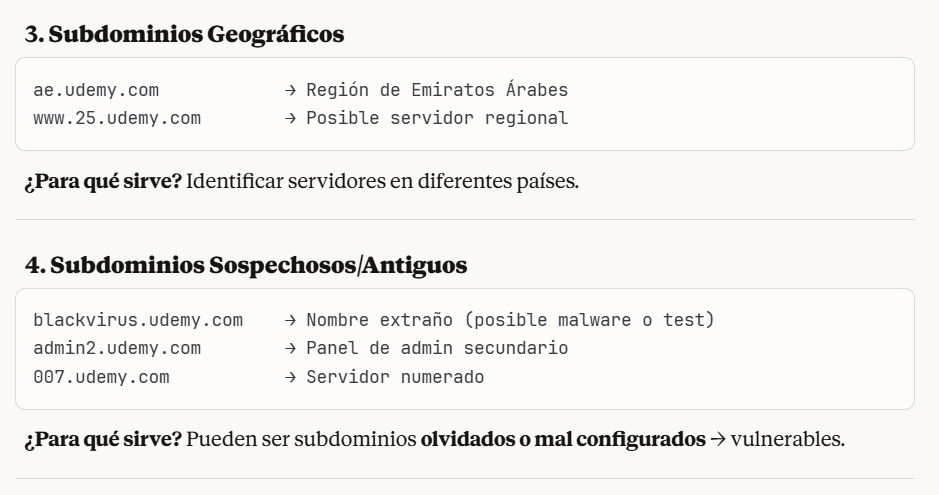 3. Subdominios Geográficos
ae.udemy.com → Región de Emiratos Árabes
www.25.udemy.com → Posible servidor regional
¿Para qué sirve? Identificar servidores en diferentes países.
4. Subdominios Sospechosos/Antiguos
blackvirus.udemy.com → Nombre extraño (posible malware o test)
admin2.udemy.com → Panel de admin secundario
007.udemy.com → Servidor numerado
¿Para qué sirve? Pueden ser subdominios olvidados o mal configurados → vulnerables.